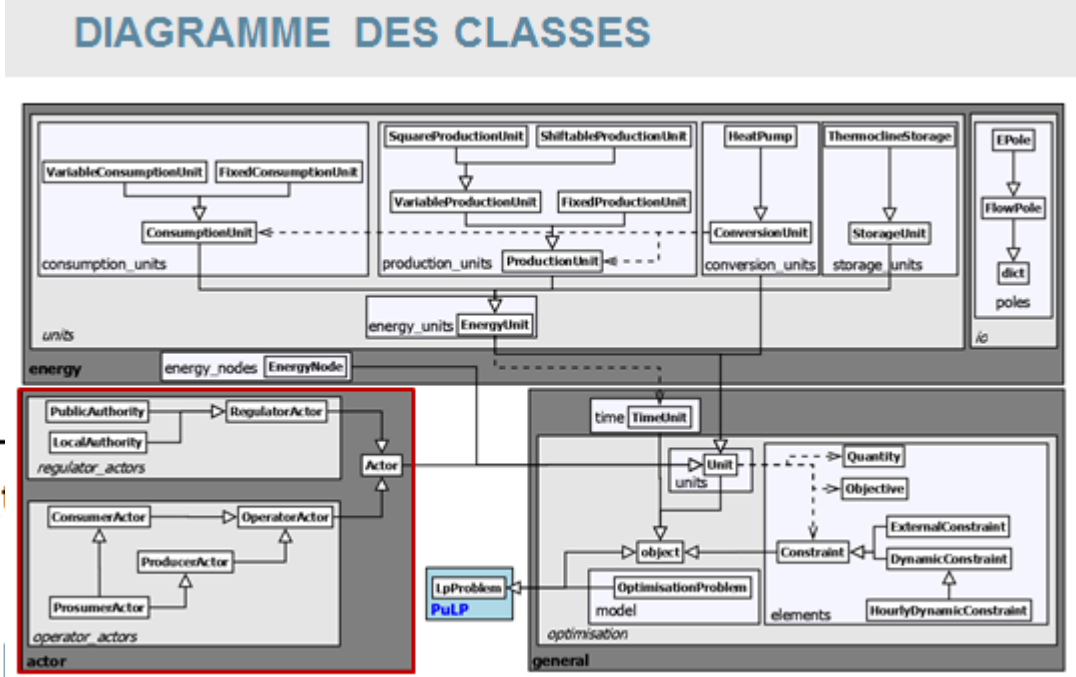 DIAGRAMME DES CLASSES
SquareProductionUnit ShiftableProductionUnit HeatPump ThermoclineStorage EPole
VariableConsumptionUnit FixedConsumptionUnit
VariableProductionUnit FixedProductionUnit FlowPole
ConsumptionUnit ConversionUnit StorageUnit
consumption_units production_units ProductionUnit conversion_units storage_units dict
poles
energy_units EnergyUnit
units io
energy energy_nodes EnergyNode
PublicAuthority RegulatorActor time TimeUnit
LocalAuthority
regulator_actors Actor Unit Quantity
units
Objective
ConsumerActor OperatorActor ExternalConstraint
ProducerActor object Constraint DynamicConstraint
LpProblem OptimisationProblem
PuLP model elements HourlyDynamicConstraint
ProsumerActor
operator_actors optimisation
actor general